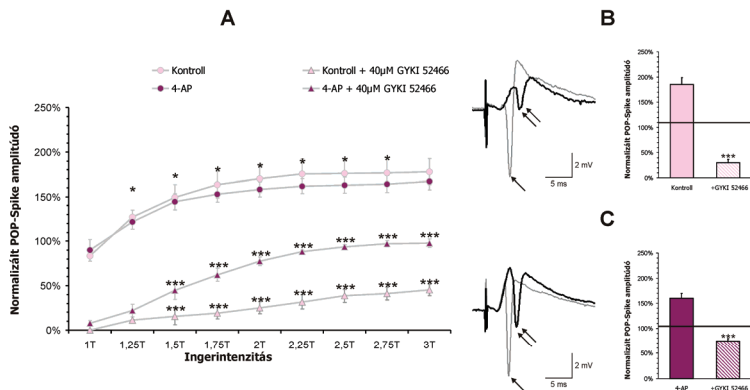 A
Kontroll
Kontroll + 40µM GYKI 52466
4-AP
4-AP + 40µM GYKI 52466
Normalizált POP-Spike amplitúdó
250%
200%
150%
100%
50%
0%
* * * * * * *
*** *** *** *** *** *** ***
*** *** *** *** *** *** ***
1T 1,25T 1,5T 1,75T 2T 2,25T 2,5T 2,75T 3T
Ingerintenzitás
2 mV
5 ms
2 mV
5 ms
B
Normalizált POP-Spike amplitúdó
250%
200%
150%
100%
50%
0%
***
Kontroll +GYKI 52466
C
Normalizált POP-Spike amplitúdó
250%
200%
150%
100%
50%
0%
***
4-AP +GYKI 52466